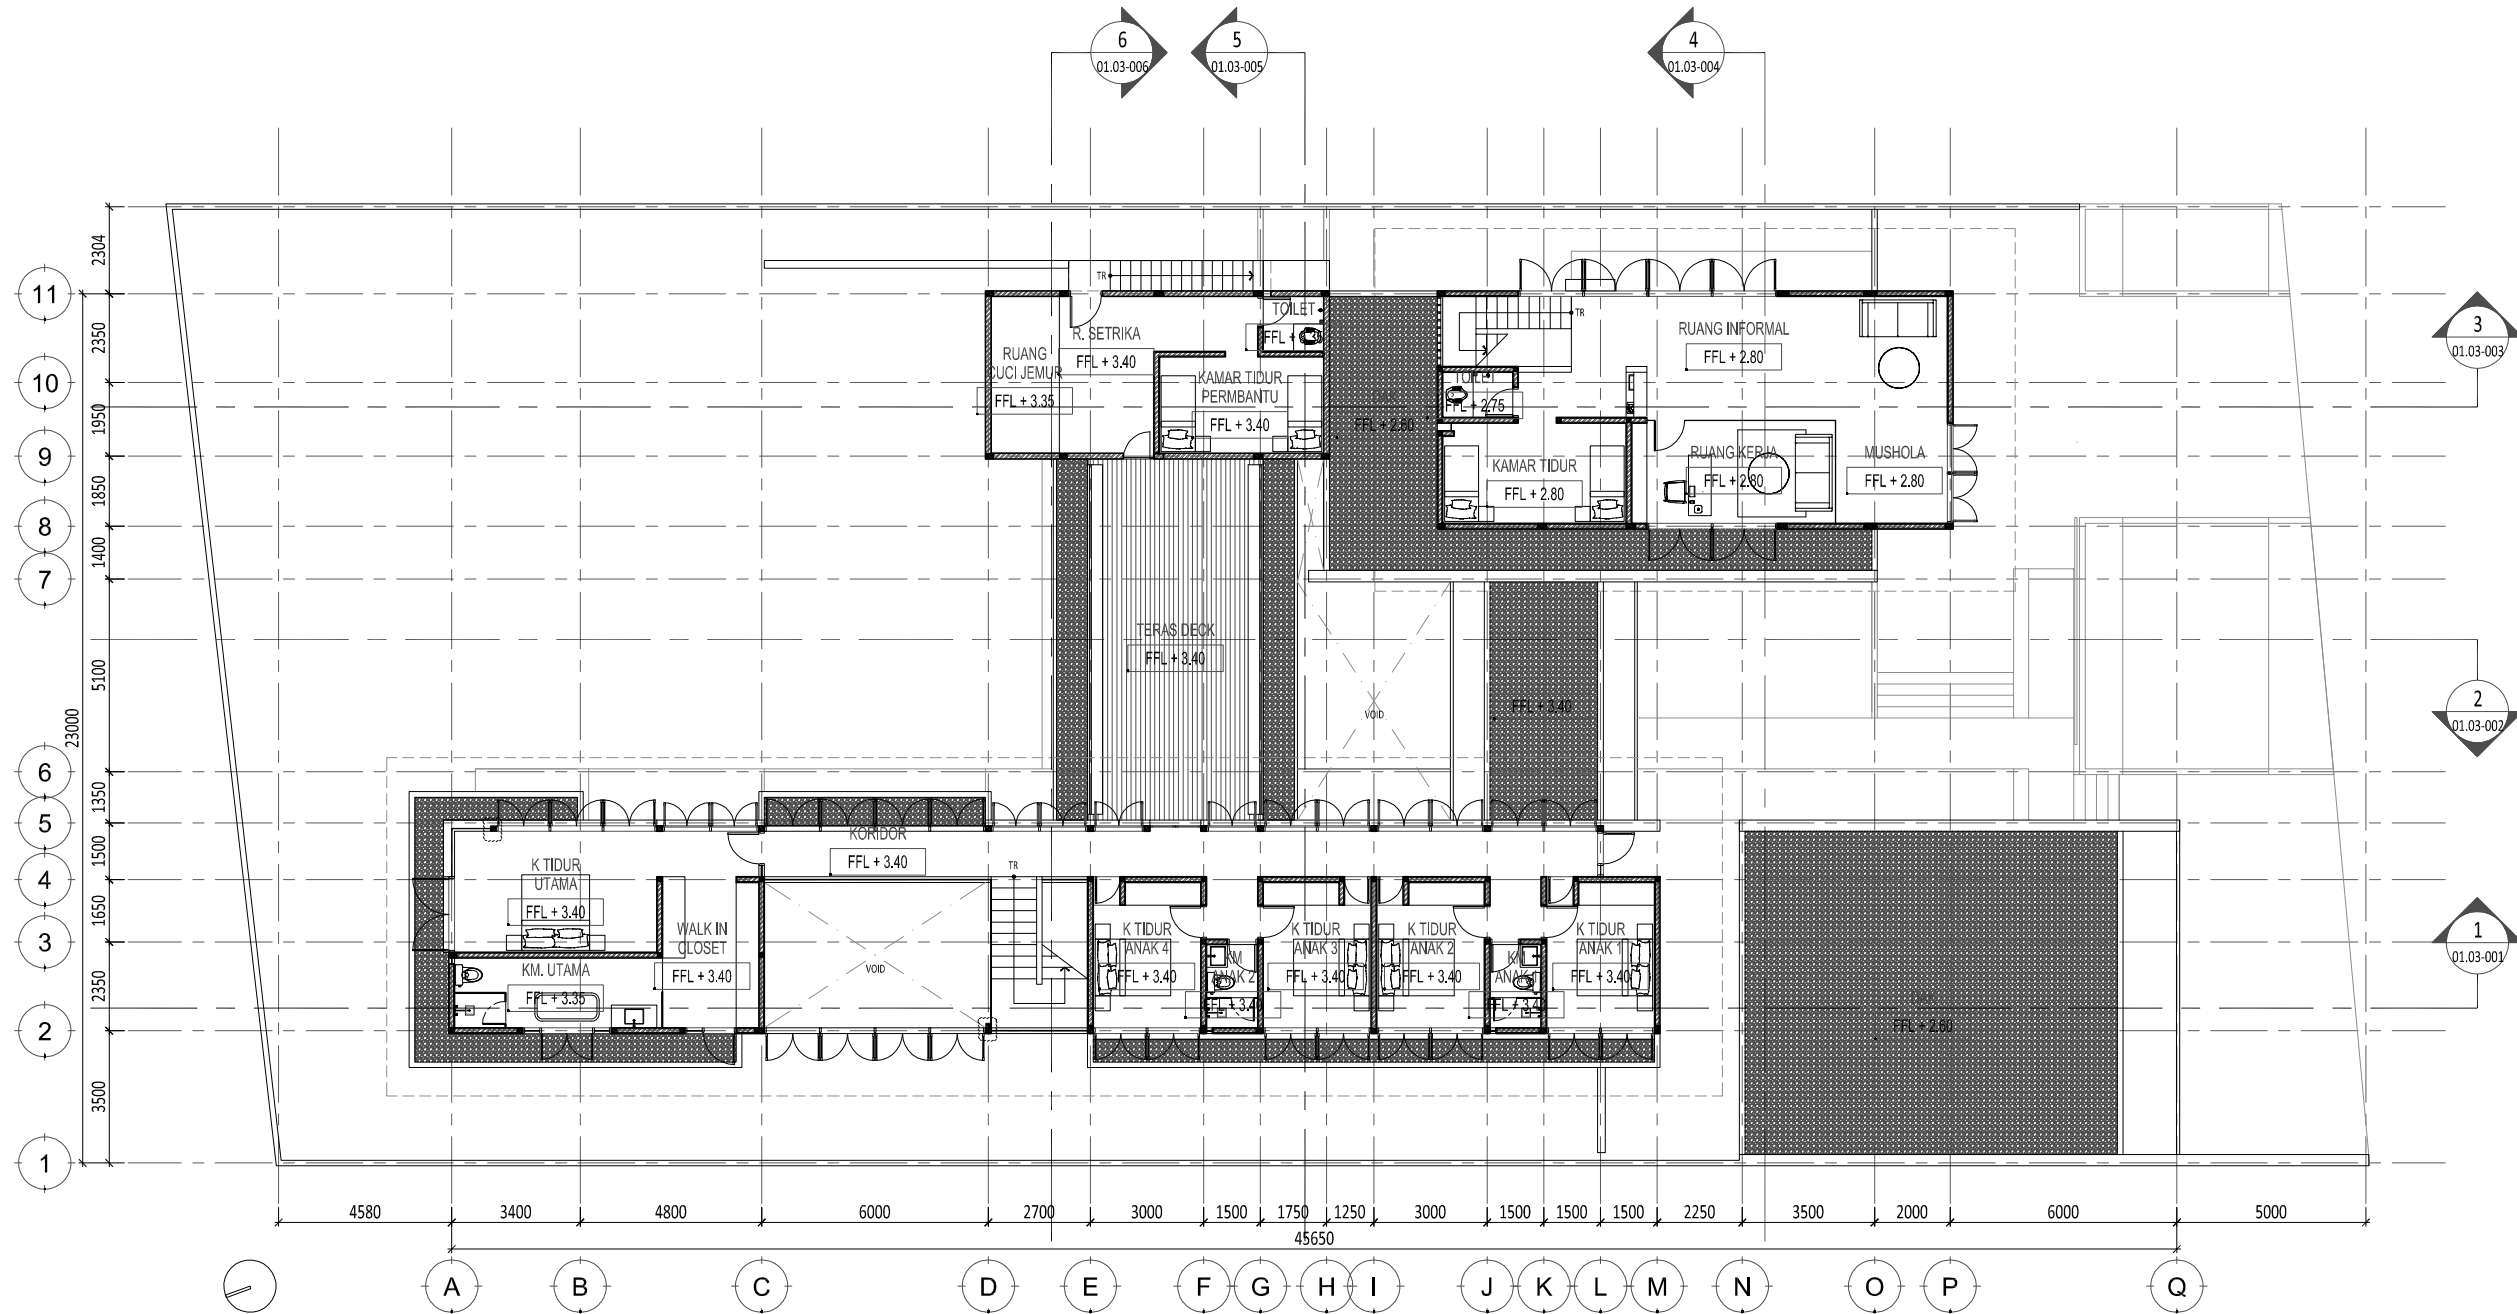 6
01.03-006
5
01.03-005
4
01.03-004
2304
11
TR
2350
TOILET
FFL +
R. SETRIKA
FFL + 3.40
RUANG
CUCI JEMUR
FFL + 3.35
TR
RUANG INFORMAL
FFL + 2.80
3
01.03-003
10
KAMAR TIDUR
PERMBANTU
FFL + 3.40
TOILET
FFL + 2.75
1950
FFL + 2.60
9
KAMAR TIDUR
FFL + 2.80
RUANG KERJA
FFL + 2.80
MUSHOLA
FFL + 2.80
1850
8
1400
7
TERAS DECK
FFL + 3.40
5100
23000
VOID
FFL + 3.40
2
01.03-002
6
1350
5
KORIDOR
FFL + 3.40
1500
TR
4
K TIDUR
UTAMA
FFL + 3.40
1650
WALK IN
CLOSET
FFL + 3.40
3
KM. UTAMA
FFL + 3.35
VOID
K TIDUR
ANAK 4
FFL + 3.40
KM
ANAK 2
K TIDUR
ANAK 3
FFL + 3.40
K TIDUR
ANAK 2
FFL + 3.40
KM
ANAK
K TIDUR
ANAK 1
FFL + 3.40
1
01.03-001
2350
2
FFL + 2.60
3500
1
4580
3400
4800
6000
2700
3000
1500
1750
1250
3000
1500
1500
1500
2250
3500
2000
6000
5000
45650
A
B
C
D
E
F
G
H
I
J
K
L
M
N
O
P
Q